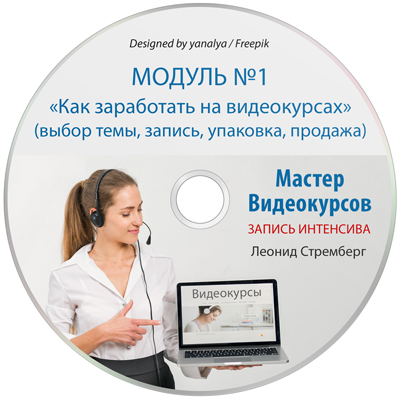 Designed by yanalya / Freepik
МОДУЛЬ №1
«Как заработать на видеокурсах»
(выбор темы, запись, упаковка, продажа)
Мастер
Видеокурсов
ЗАПИСЬ ИНТЕНСИВА
Леонид Стремберг
Видеокурсы